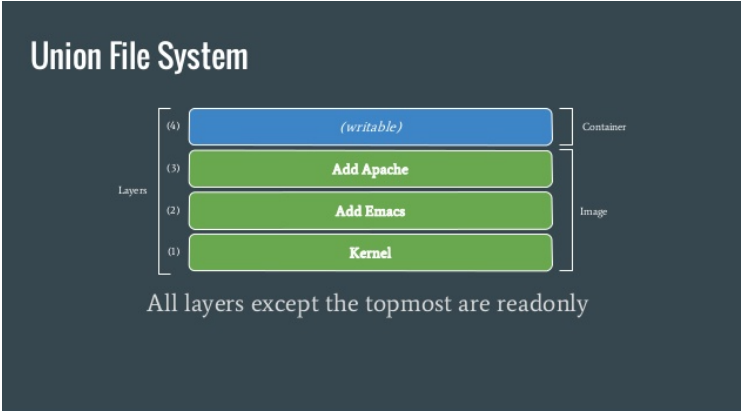 Union File System
(4)
(writable)
Container
(3)
Add Apache
Layers
(2)
Add Emacs
Image
(1)
Kernel
All layers except the topmost are readonly